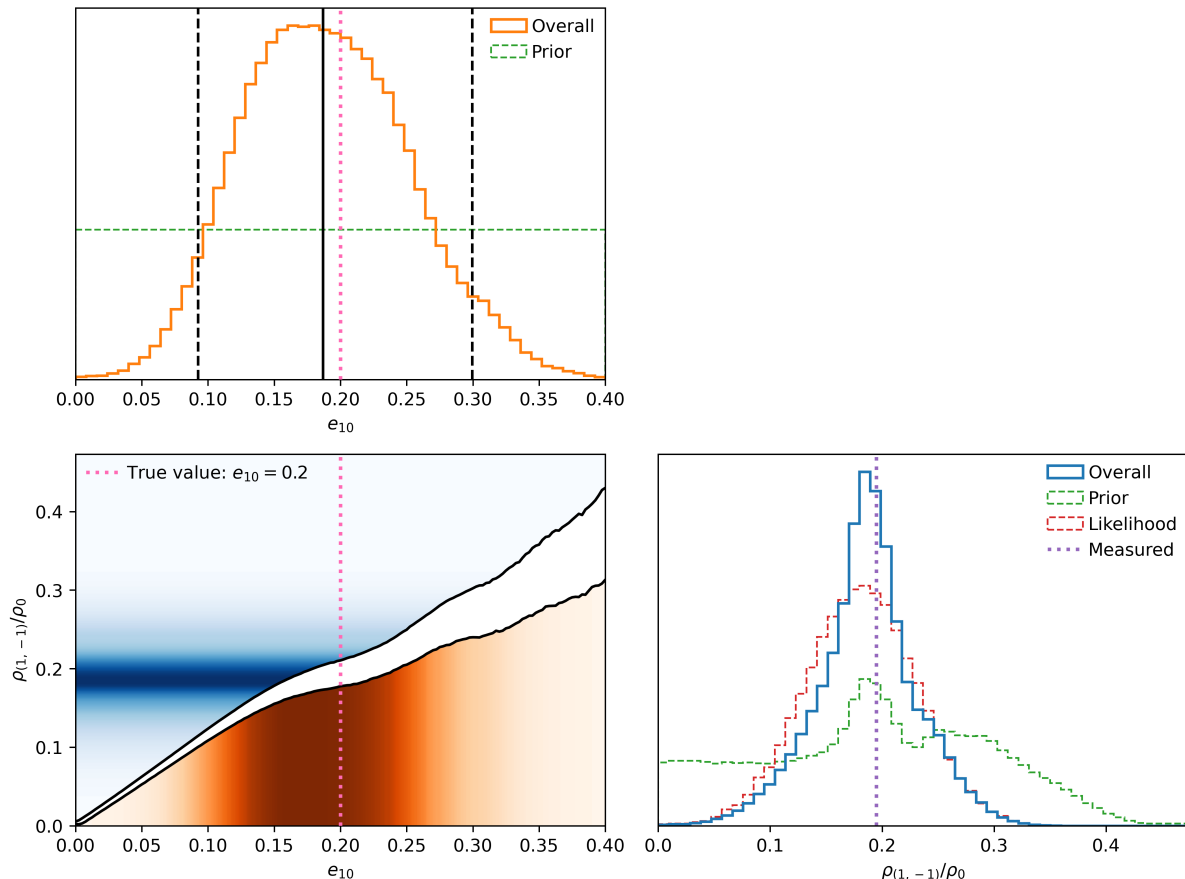 Overall
Prior
0.00 0.05 0.10 0.15 0.20 0.25 0.30 0.35 0.40
e₁₀
True value: e₁₀ = 0.2
0.4
0.3
0.2
0.1
0.0
ρ₍₁,₋₁₎/ρ₀
0.00 0.05 0.10 0.15 0.20 0.25 0.30 0.35 0.40
e₁₀
Overall
Prior
Likelihood
Measured
0.1 0.2 0.3 0.4
ρ₍₁,₋₁₎/ρ₀